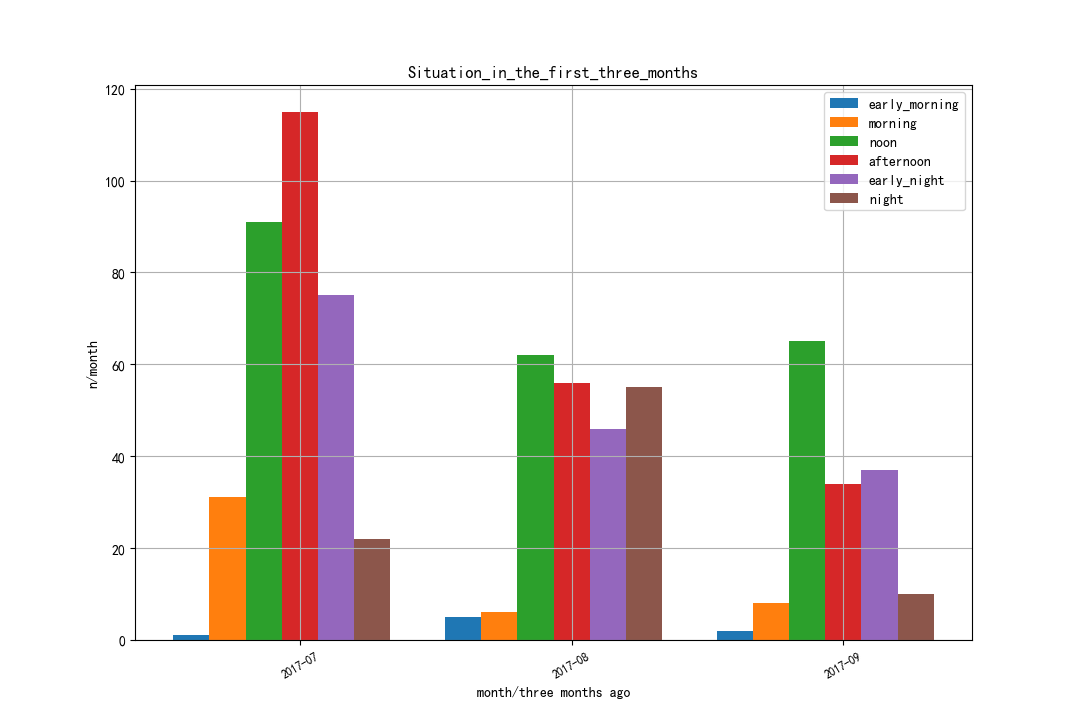 Situation_in_the_first_three_months
120
100
80
60
40
20
0
n/month
early_morning
morning
noon
afternoon
early_night
night
2017-07
2017-08
2017-09
month/three months ago